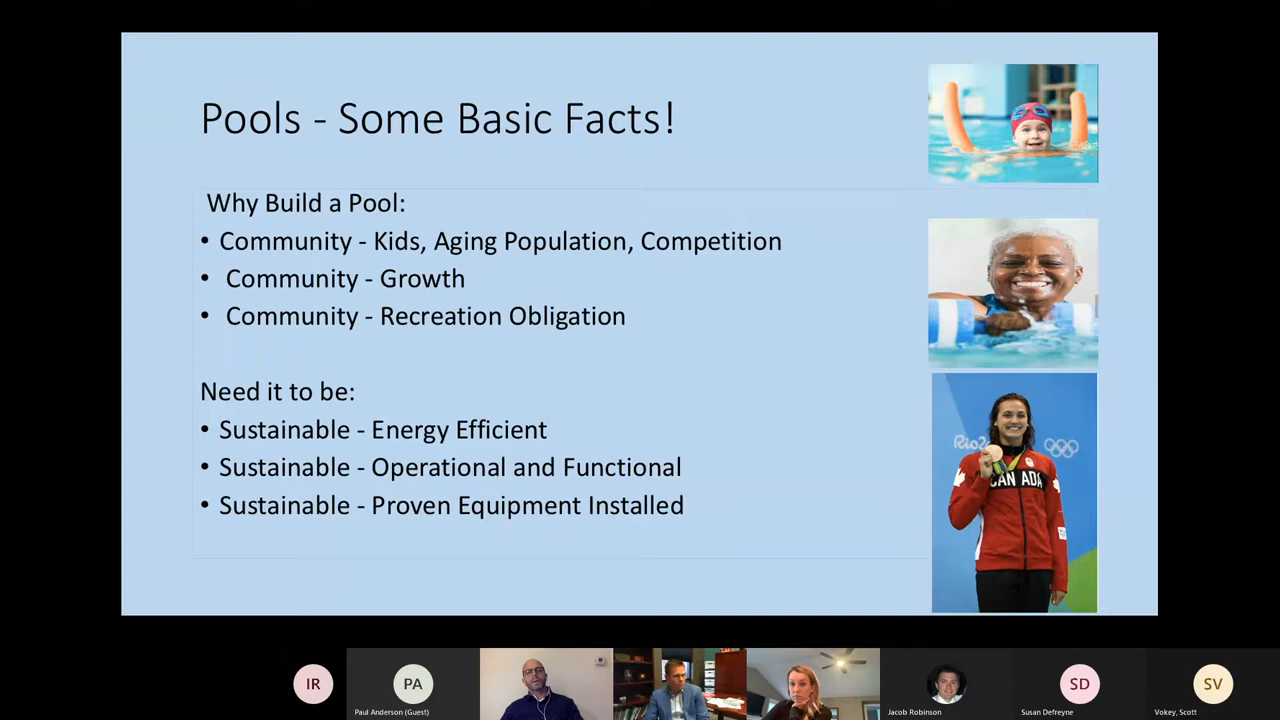 Pools - Some Basic Facts!
Why Build a Pool:
• Community - Kids, Aging Population, Competition
• Community - Growth
• Community - Recreation Obligation
Need it to be:
• Sustainable - Energy Efficient
• Sustainable - Operational and Functional
• Sustainable - Proven Equipment Installed
Rio2
CANADA
IR
PA
SD
SV
Paul Anderson (Guest)
Jacob Robinson
Susan Defreyne
Vokey, Scott